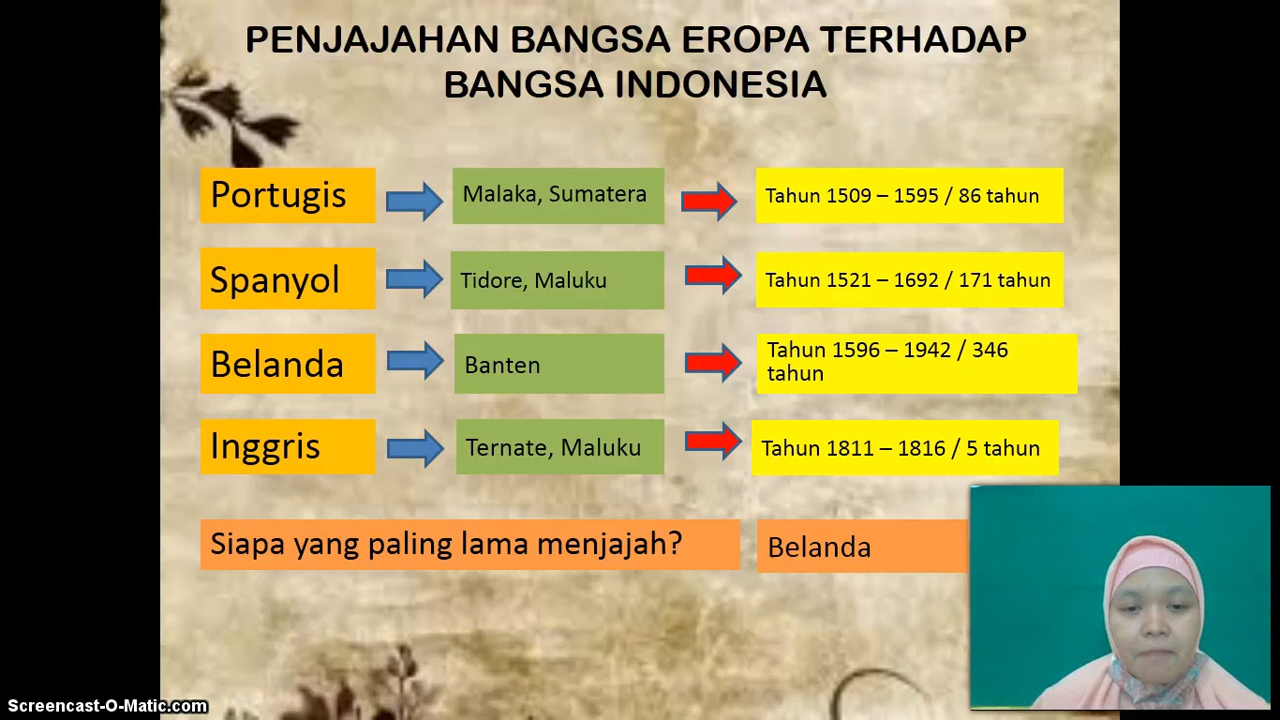 PENJAJAHAN BANGSA EROPA TERHADAP
BANGSA INDONESIA
Portugis
Malaka, Sumatera
Tahun 1509 – 1595 / 86 tahun
Spanyol
Tidore, Maluku
Tahun 1521 – 1692 / 171 tahun
Belanda
Banten
Tahun 1596 – 1942 / 346
tahun
Inggris
Ternate, Maluku
Tahun 1811 – 1816 / 5 tahun
Siapa yang paling lama menjajah?
Belanda
Screencast-O-Matic.com